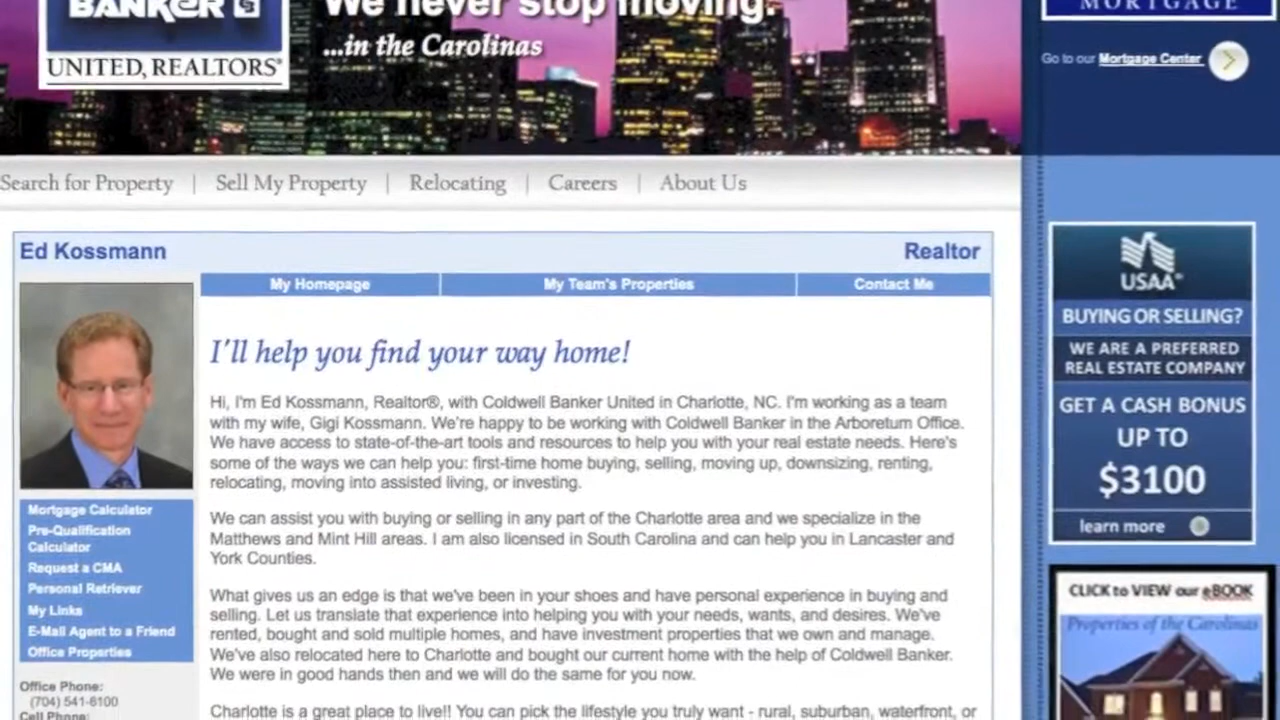 BANKER
We never stop moving.
...in the Carolinas
UNITED, REALTORS®
MORTGAGE
Go to our Mortgage Center
Search for Property | Sell My Property | Relocating | Careers | About Us
Ed Kossmann
Realtor
My Homepage
My Team's Properties
Contact Me
I'll help you find your way home!
Hi, I'm Ed Kossmann, Realtor®, with Coldwell Banker United in Charlotte, NC. I'm working as a team
with my wife, Gigi Kossmann. We're happy to be working with Coldwell Banker in the Arboretum Office.
We have access to state-of-the-art tools and resources to help you with your real estate needs. Here's
some of the ways we can help you: first-time home buying, selling, moving up, downsizing, renting,
relocating, moving into assisted living, or investing.
We can assist you with buying or selling in any part of the Charlotte area and we specialize in the
Matthews and Mint Hill areas. I am also licensed in South Carolina and can help you in Lancaster and
York Counties.
What gives us an edge is that we've been in your shoes and have personal experience in buying and
selling. Let us translate that experience into helping you with your needs, wants, and desires. We've
rented, bought and sold multiple homes, and have investment properties that we own and manage.
We've also relocated here to Charlotte and bought our current home with the help of Coldwell Banker.
We were in good hands then and we will do the same for you now.
Charlotte is a great place to live!! You can pick the lifestyle you truly want - rural, suburban, waterfront, or
Mortgage Calculator
Pre-Qualification
Calculator
Request a CMA
Personal Retriever
My Links
E-Mail Agent to a Friend
Office Properties
Office Phone:
(704) 541-6100
Cell Phone:
USAA®
BUYING OR SELLING?
WE ARE A PREFERRED
REAL ESTATE COMPANY
GET A CASH BONUS
UP TO
$3100
learn more
CLICK to VIEW our eBOOK
Properties of the Carolinas